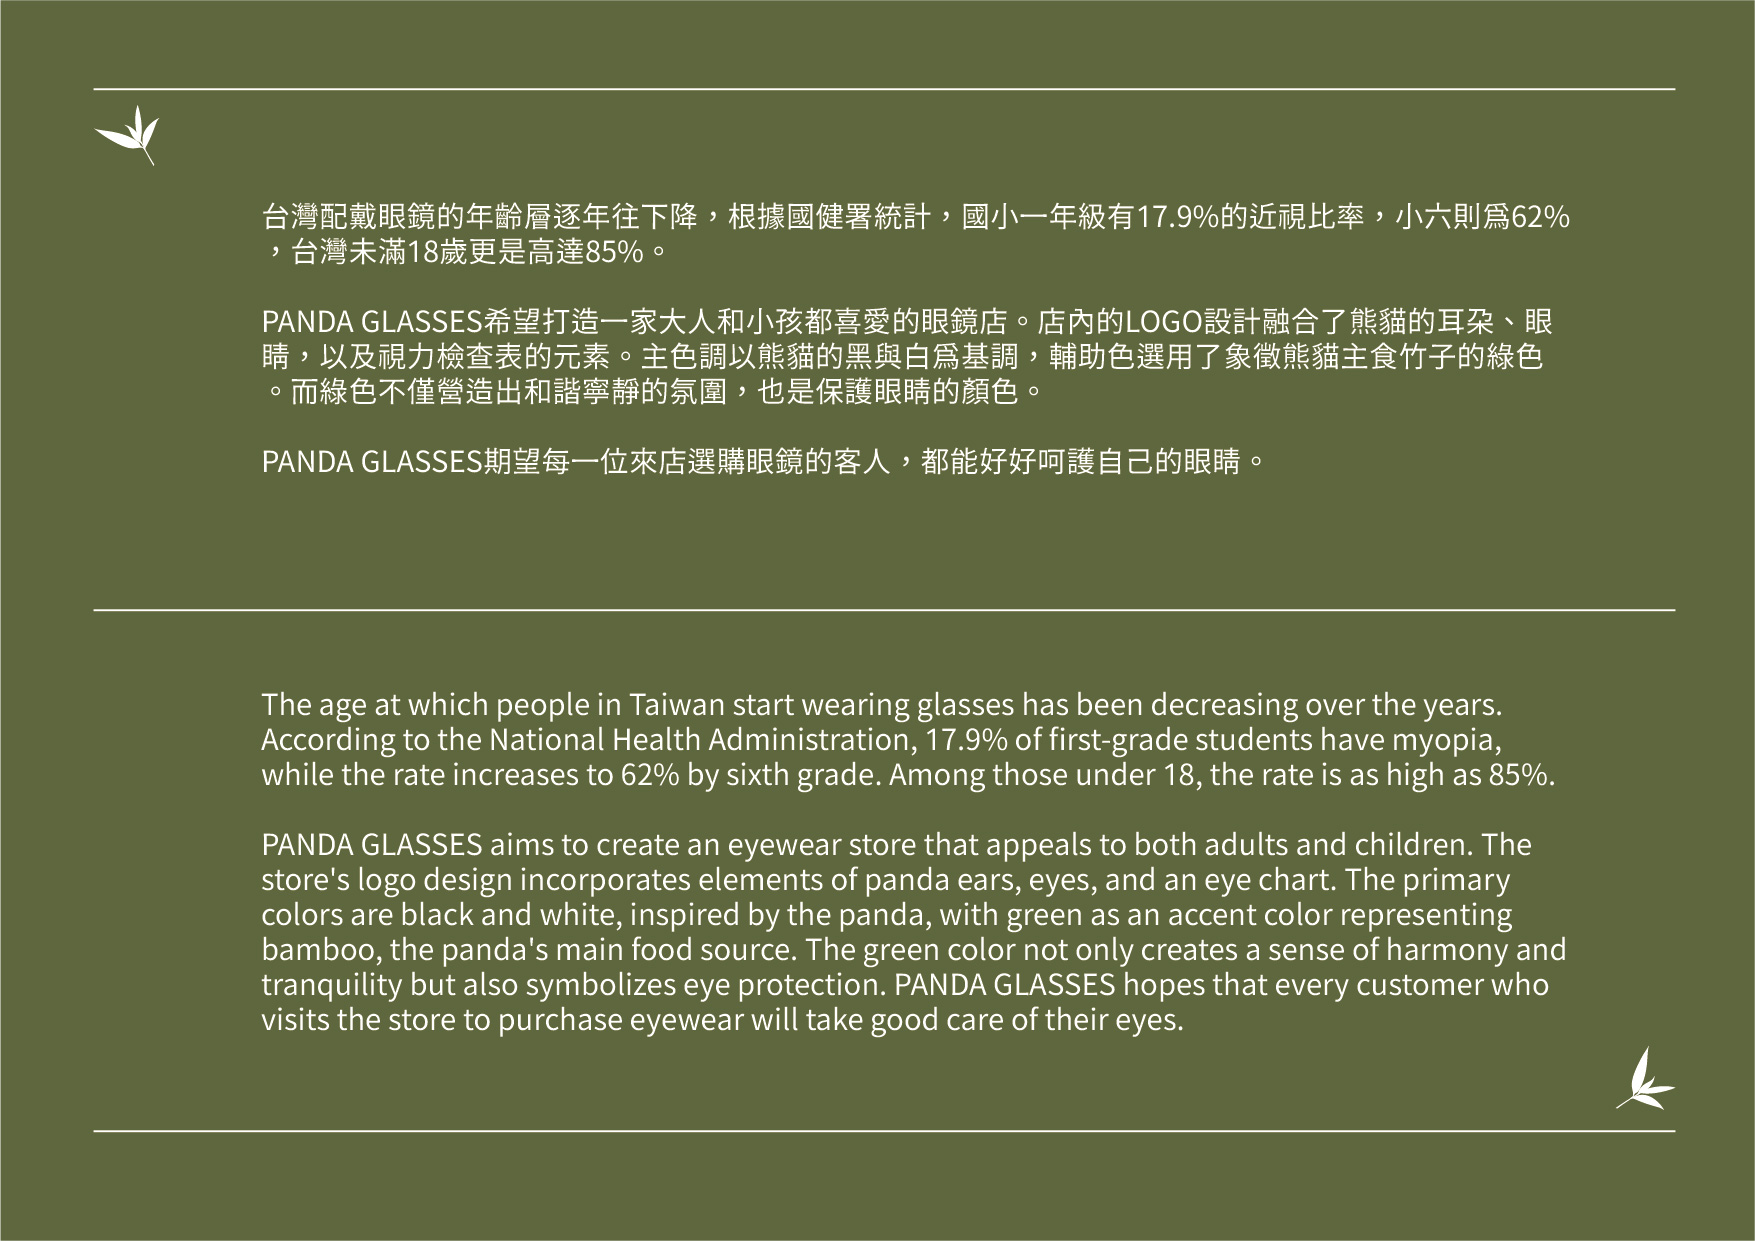 台灣配戴眼鏡的年齡層逐年往下降，根據國健署統計，國小一年級有17.9%的近視比率，小六則爲62%
，台灣未滿18歲更是高達85%。
PANDA GLASSES希望打造一家大人和小孩都喜愛的眼鏡店。店內的LOGO設計融合了熊貓的耳朶、眼
睛，以及視力檢查表的元素。主色調以熊貓的黑與白爲基調，輔助色選用了象徵熊貓主食竹子的綠色
。而綠色不僅營造出和諧寧靜的氛圍，也是保護眼睛的顏色。
PANDA GLASSES期望每一位來店選購眼鏡的客人，都能好好呵護自己的眼睛。
The age at which people in Taiwan start wearing glasses has been decreasing over the years.
According to the National Health Administration, 17.9% of first-grade students have myopia,
while the rate increases to 62% by sixth grade. Among those under 18, the rate is as high as 85%.
PANDA GLASSES aims to create an eyewear store that appeals to both adults and children. The
store's logo design incorporates elements of panda ears, eyes, and an eye chart. The primary
colors are black and white, inspired by the panda, with green as an accent color representing
bamboo, the panda's main food source. The green color not only creates a sense of harmony and
tranquility but also symbolizes eye protection. PANDA GLASSES hopes that every customer who
visits the store to purchase eyewear will take good care of their eyes.